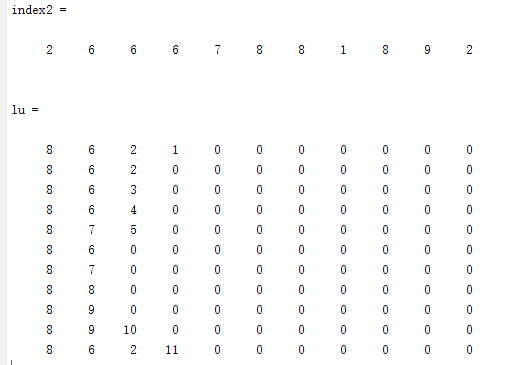 index2 =
2 6 6 6 7 8 8 1 8 9 2
lu =
8 6 2 1 0 0 0 0 0 0 0
8 6 2 0 0 0 0 0 0 0 0
8 6 3 0 0 0 0 0 0 0 0
8 6 4 0 0 0 0 0 0 0 0
8 7 5 0 0 0 0 0 0 0 0
8 6 0 0 0 0 0 0 0 0 0
8 7 0 0 0 0 0 0 0 0 0
8 8 0 0 0 0 0 0 0 0 0
8 9 0 0 0 0 0 0 0 0 0
8 9 10 0 0 0 0 0 0 0 0
8 6 2 11 0 0 0 0 0 0 0